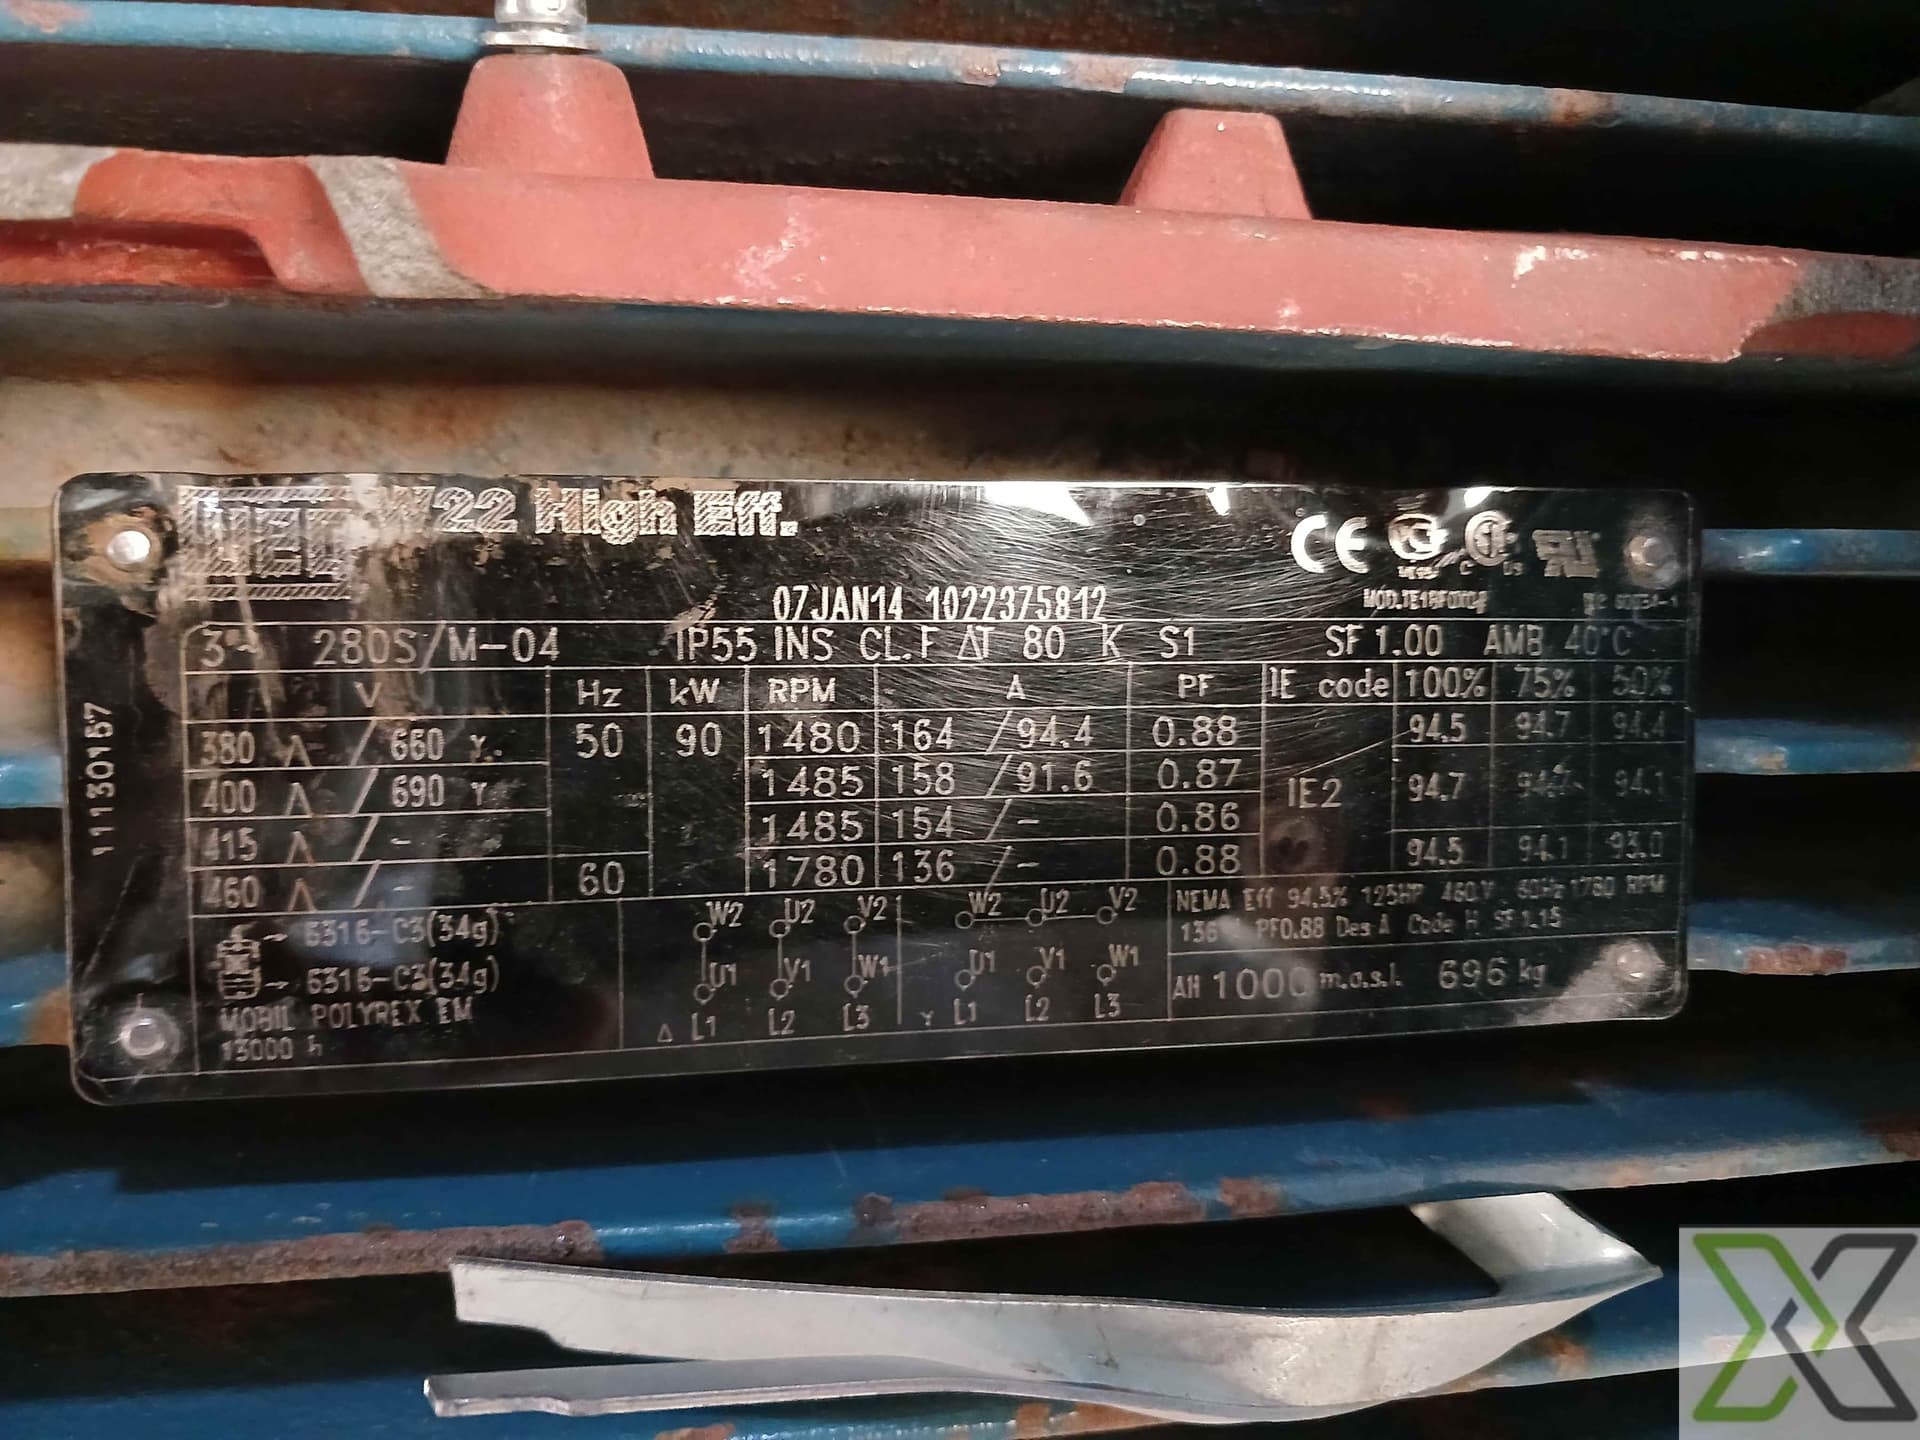 WEG W22 High Eff.
07JAN14 1022375812
3~ 280S/M-04 IP55 INS CL.F ΔT 80 K S1 SF 1.00 AMB 40°C
V Hz kW RPM A PF IE code 100% 75% 50%
380 Δ / 660 Y 50 90 1480 164 / 94.4 0.88 IE2 94.5 94.7 94.4
400 Δ / 690 Y 1485 158 / 91.6 0.87 94.7 94.1
415 Δ / - 1485 154 / - 0.86
460 Δ / - 60 1780 136 / - 0.88 94.5 94.1 93.0
11130157
6316-C3(34g)
6316-C3(34g)
MOBIL POLYREX EM
13000 h
W2 U2 V2 W2 U2 V2
U1 V1 W1 U1 V1 W1
Δ L1 L2 L3 Y L1 L2 L3
NEMA Eff 94.5% 125HP 460V 60Hz 1780 RPM
136 PF0.88 Des A Code H SF1.15
Alt 1000 m.a.s.l. 696 kg